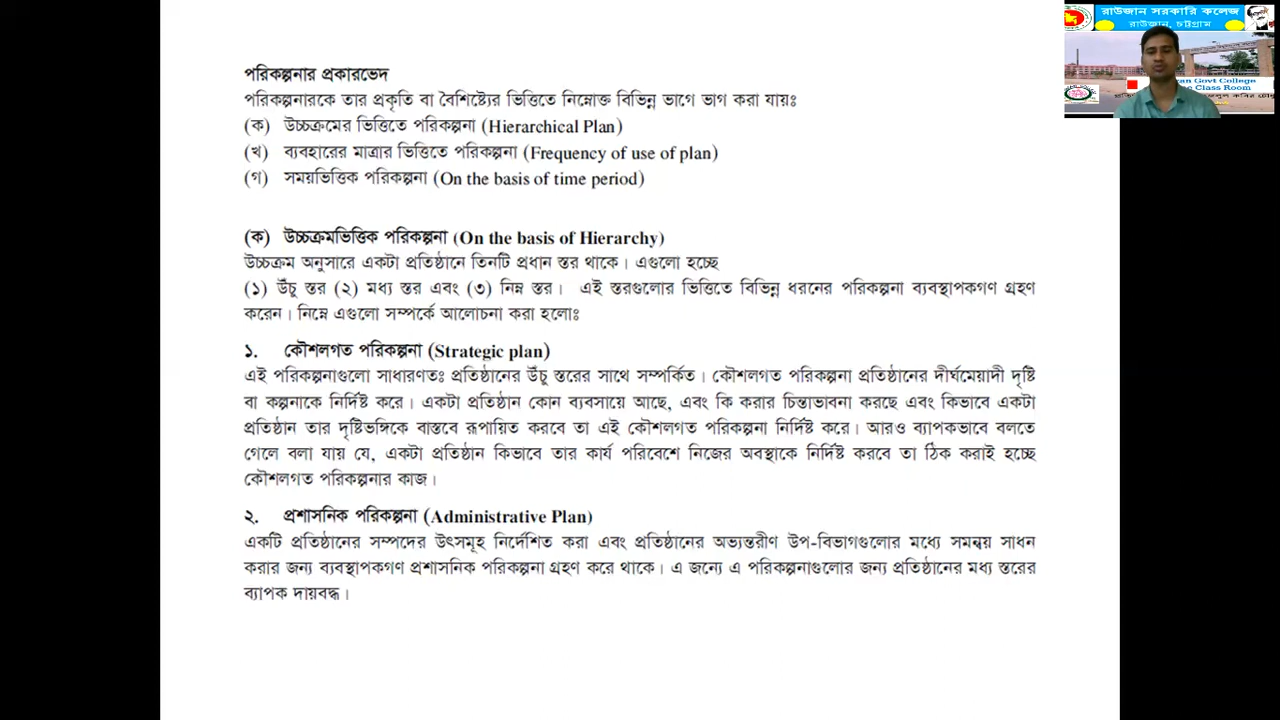 পরিকল্পনার প্রকারভেদ
পরিকল্পনারকে তার প্রকৃতি বা বৈশিষ্ট্যের ভিত্তিতে নিম্নোক্ত বিভিন্ন ভাগে ভাগ করা যায়ঃ
(ক) উচ্চক্রমের ভিত্তিতে পরিকল্পনা (Hierarchical Plan)
(খ) ব্যবহারের মাত্রার ভিত্তিতে পরিকল্পনা (Frequency of use of plan)
(গ) সময়ভিত্তিক পরিকল্পনা (On the basis of time period)
(ক) উচ্চক্রমভিত্তিক পরিকল্পনা (On the basis of Hierarchy)
উচ্চক্রম অনুসারে একটা প্রতিষ্ঠানে তিনটি প্রধান স্তর থাকে। এগুলো হচ্ছে
(১) উঁচু স্তর (২) মধ্য স্তর এবং (৩) নিম্ন স্তর। এই স্তরগুলোর ভিত্তিতে বিভিন্ন ধরনের পরিকল্পনা ব্যবস্থাপকগণ গ্রহণ
করেন। নিম্নে এগুলো সম্পর্কে আলোচনা করা হলোঃ
১. কৌশলগত পরিকল্পনা (Strategic plan)
এই পরিকল্পনাগুলো সাধারণতঃ প্রতিষ্ঠানের উঁচু স্তরের সাথে সম্পর্কিত। কৌশলগত পরিকল্পনা প্রতিষ্ঠানের দীর্ঘমেয়াদী দৃষ্টি
বা কল্পনাকে নির্দিষ্ট করে। একটা প্রতিষ্ঠান কোন ব্যবসায়ে আছে, এবং কি করার চিন্তাভাবনা করছে এবং কিভাবে একটা
প্রতিষ্ঠান তার দৃষ্টিভঙ্গিকে বাস্তবে রূপায়িত করবে তা এই কৌশলগত পরিকল্পনা নির্দিষ্ট করে। আরও ব্যাপকভাবে বলতে
গেলে বলা যায় যে, একটা প্রতিষ্ঠান কিভাবে তার কার্য পরিবেশে নিজের অবস্থাকে নির্দিষ্ট করবে তা ঠিক করাই হচ্ছে
কৌশলগত পরিকল্পনার কাজ।
২. প্রশাসনিক পরিকল্পনা (Administrative Plan)
একটি প্রতিষ্ঠানের সম্পদের উৎসমূহ নির্দেশিত করা এবং প্রতিষ্ঠানের অভ্যন্তরীণ উপ-বিভাগগুলোর মধ্যে সমন্বয় সাধন
করার জন্য ব্যবস্থাপকগণ প্রশাসনিক পরিকল্পনা গ্রহণ করে থাকে। এ জন্যে এ পরিকল্পনাগুলোর জন্য প্রতিষ্ঠানের মধ্য স্তরের
ব্যাপক দায়বদ্ধ।
রাউজান সরকারি কলেজ
রাউজান, চট্টগ্রাম
Govt College
Class Room